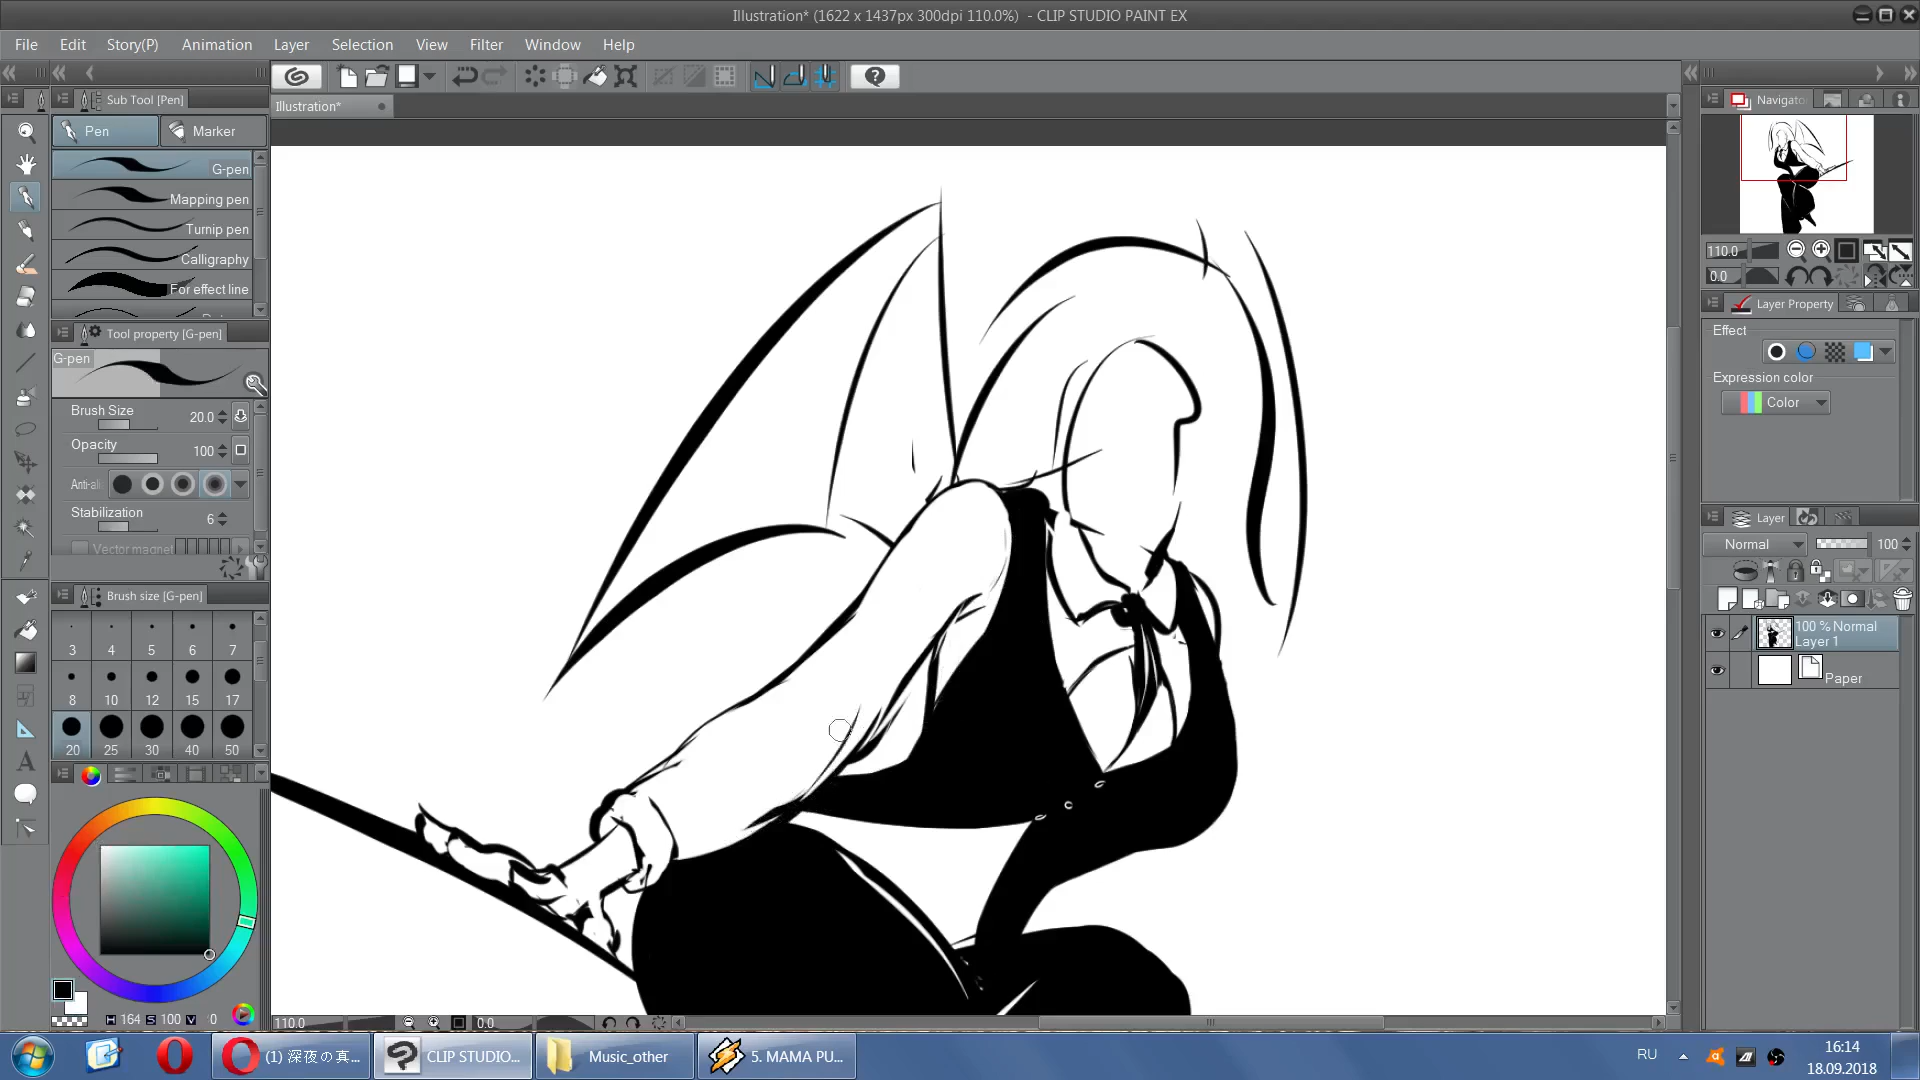 Illustration* (1622 x 1437px 300dpi 110.0%)  - CLIP STUDIO PAINT EX
File Edit Story(P) Animation Layer Selection View Filter Window Help
Sub Tool [Pen]
Illustration*
Navigato
Pen Marker
G-pen
Mapping pen
Turnip pen
Calligraphy
For effect line
Tool property [G-pen]
G-pen
Brush Size 20.0
Opacity 100
Anti-ali
Stabilization 6
Vector magnet
Brush size [G-pen]
3 4 5 6 7
8 10 12 15 17
20 25 30 40 50
H 164 S 100 V 0
110.0 0.0
110.0
0.0
Layer Property
Effect
Expression color
Color
Layer
Normal 100
100 % Normal
Layer 1
Paper
(1) 深夜の真...
CLIP STUDIO...
Music_other
5. MAMA PU...
RU
16:14
18.09.2018